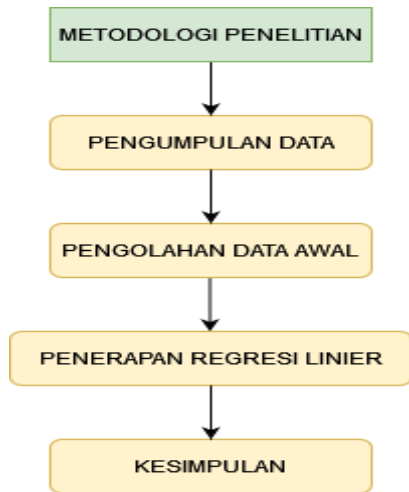 METODOLOGI PENELITIAN
PENGUMPULAN DATA
PENGOLAHAN DATA AWAL
PENERAPAN REGRESI LINIER
KESIMPULAN